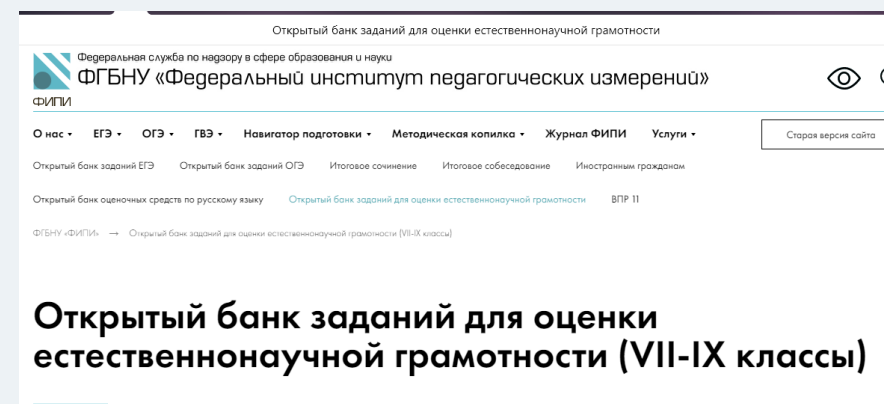 Открытый банк заданий для оценки естественнонаучной грамотности
Федеральная служба по надзору в сфере образования и науки
ФГБНУ «Федеральный институт педагогических измерений»
ФИПИ
О нас ЕГЭ ОГЭ ГВЭ Навигатор подготовки Методическая копилка Журнал ФИПИ Услуги Старая версия сайта
Открытый банк заданий ЕГЭ Открытый банк заданий ОГЭ Итоговое сочинение Итоговое собеседование Иностранным гражданам
Открытый банк оценочных средств по русскому языку Открытый банк заданий для оценки естественнонаучной грамотности ВПР 11
ФГБНУ «ФИПИ» → Открытый банк заданий для оценки естественнонаучной грамотности (VII-IX классы)
Открытый банк заданий для оценки
естественнонаучной грамотности (VII-IX классы)